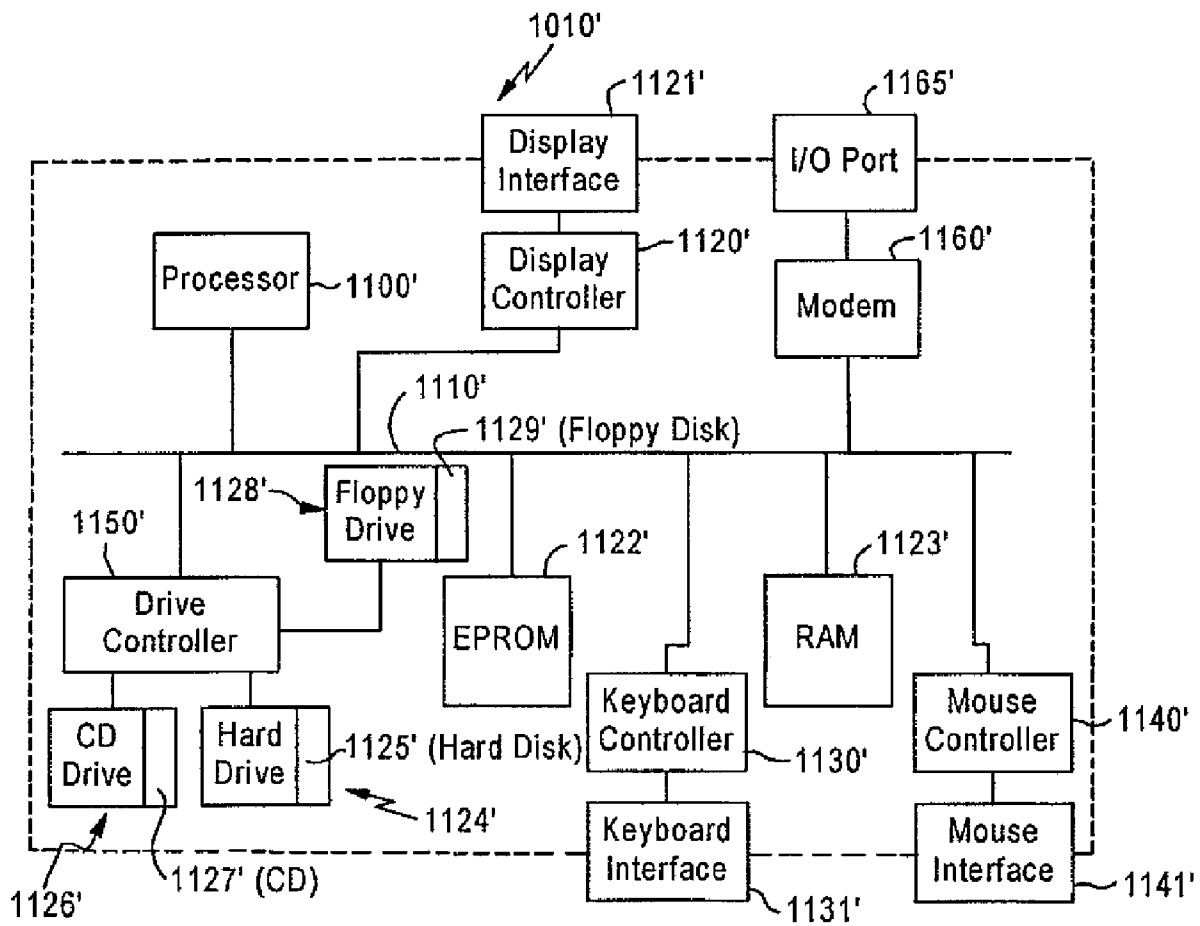 1010'
1121'
1165'
Display
Interface
I/O Port
1120'
1160'
Processor
1100'
Display
Controller
Modem
1110'
1129' (Floppy Disk)
1128'
Floppy
Drive
1150'
1122'
1123'
Drive
Controller
EPROM
RAM
CD
Drive
Hard
Drive
1125' (Hard Disk)
Keyboard
Controller
1130'
Mouse
Controller
1140'
1124'
Keyboard
Interface
Mouse
Interface
1126'
1127' (CD)
1131'
1141'